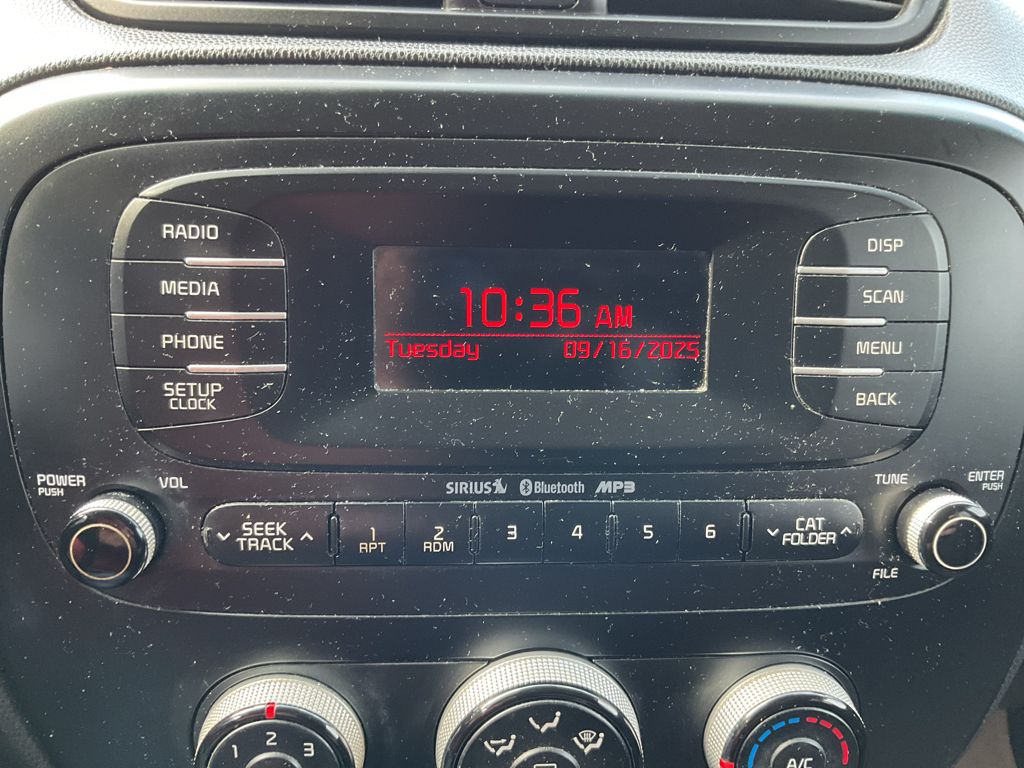 RADIO
MEDIA
PHONE
SETUP
CLOCK
10:36 AM
Tuesday 09/16/2025
DISP
SCAN
MENU
BACK
POWER
PUSH
VOL
SIRIUS Bluetooth MP3
TUNE
ENTER
PUSH
SEEK
TRACK
1
RPT
2
RDM
3
4
5
6
CAT
FOLDER
FILE
1 2 3
A/C